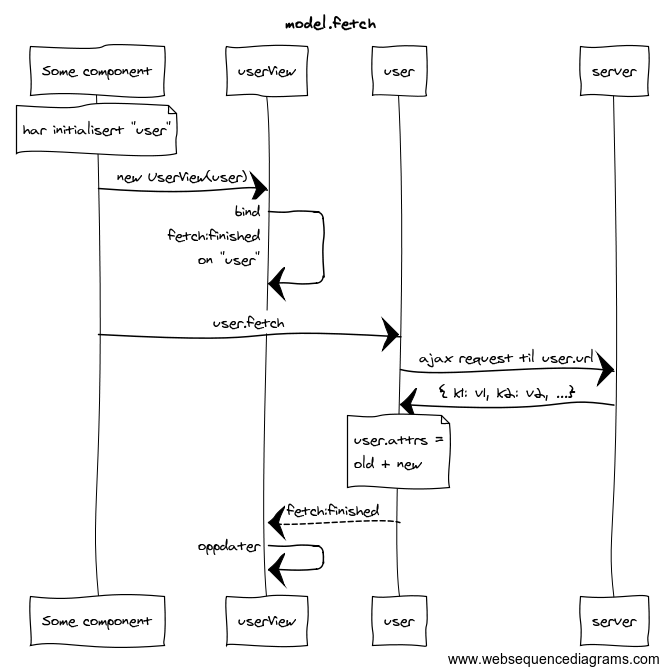 model.fetch
Some component
userView
user
server
har initialisert "user"
new UserView(user)
bind
fetch:finished
on "user"
user.fetch
ajax request til user.url
{ k1: v1, k2: v2, ...}
user.attrs =
old + new
fetch:finished
oppdater
Some component
userView
user
server
www.websequencediagrams.com